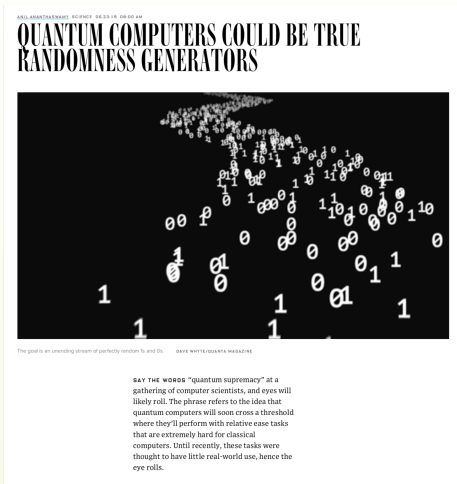 ANIL ANANTHASWAMY SCIENCE 06.23.19 09:00 AM
QUANTUM COMPUTERS COULD BE TRUE
RANDOMNESS GENERATORS
The goal is an unending stream of perfectly random 1s and 0s. DAVE WHYTE/QUANTA MAGAZINE
SAY THE WORDS “quantum supremacy” at a
gathering of computer scientists, and eyes will
likely roll. The phrase refers to the idea that
quantum computers will soon cross a threshold
where they’ll perform with relative ease tasks
that are extremely hard for classical
computers. Until recently, these tasks were
thought to have little real-world use, hence the
eye rolls.